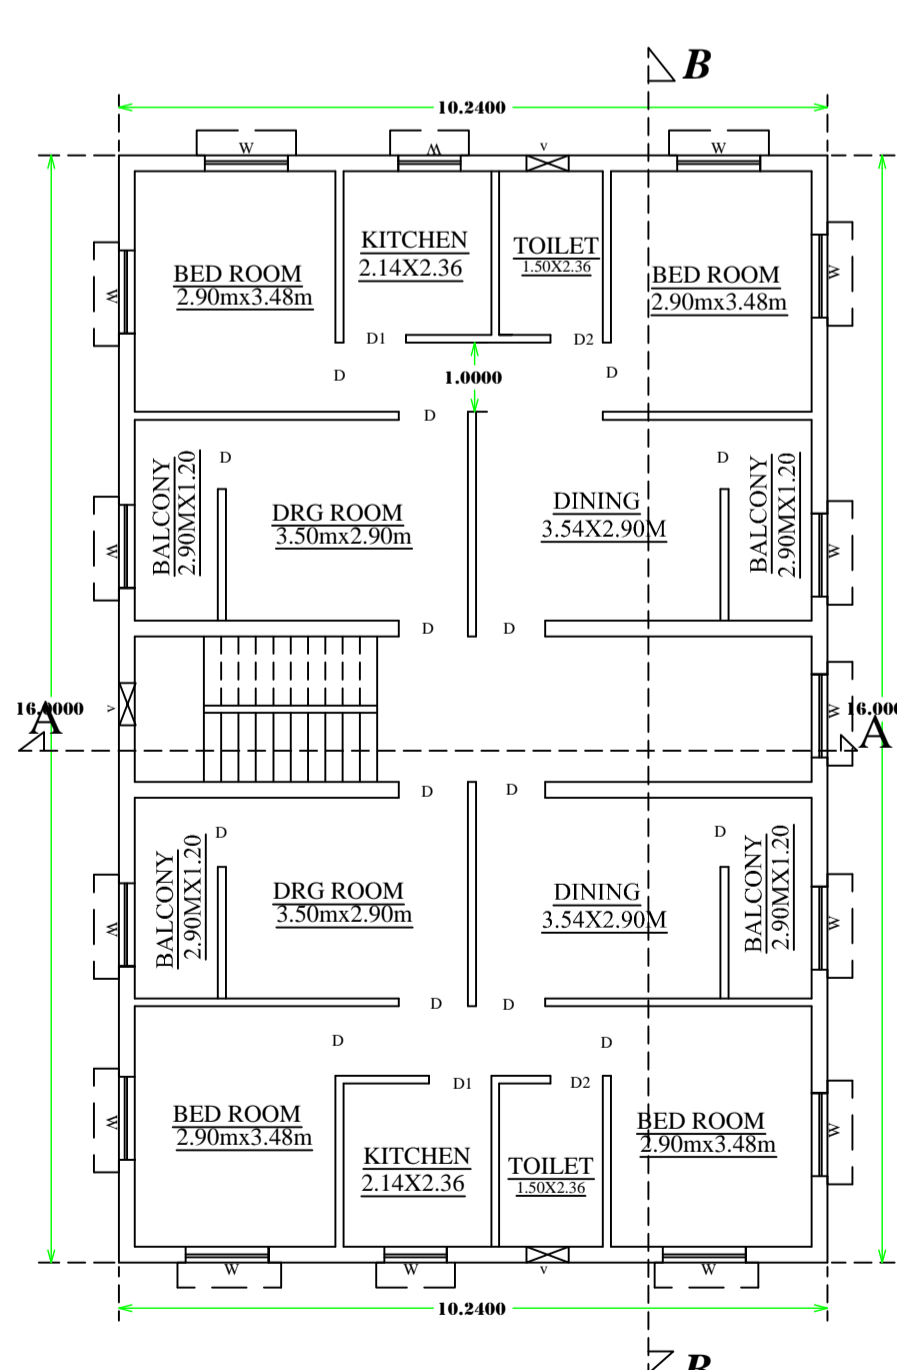 B
10.2400
W
W
v
W
KITCHEN
2.14X2.36
TOILET
1.50X2.36
BED ROOM
2.90mx3.48m
BED ROOM
2.90mx3.48m
W
W
D1
D2
D
1.0000
D
D
D
D
BALCONY
2.90MX1.20
DRG ROOM
3.50mx2.90m
DINING
3.54X2.90M
BALCONY
2.90MX1.20
W
W
D
D
16.0000
A
v
W
16.000
A
D
D
D
D
BALCONY
2.90MX1.20
DRG ROOM
3.50mx2.90m
DINING
3.54X2.90M
BALCONY
2.90MX1.20
W
W
D
D
D
D
D1
D2
BED ROOM
2.90mx3.48m
KITCHEN
2.14X2.36
TOILET
1.50X2.36
BED ROOM
2.90mx3.48m
W
W
W
W
v
W
10.2400
B